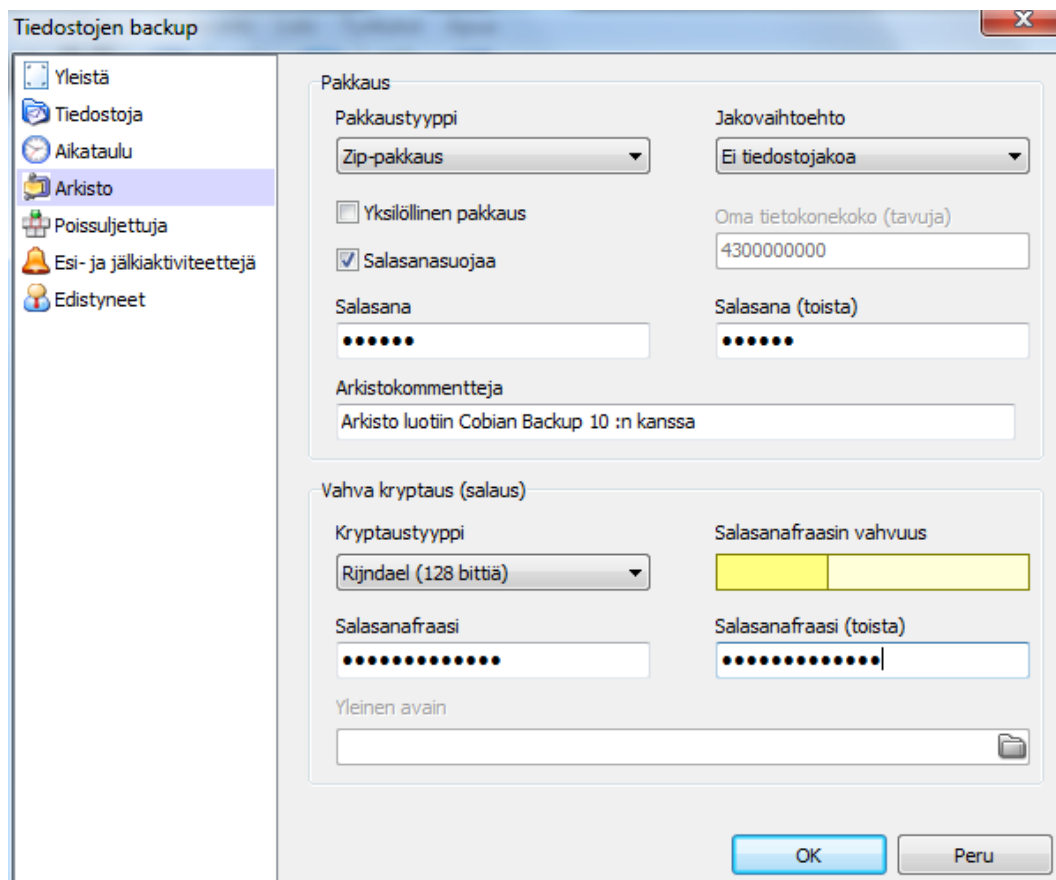 Tiedostojen backup
Yleistä
Tiedostoja
Aikataulu
Arkisto
Poissuljettuja
Esi- ja jälkiaktiviteettejä
Edistyneet
Pakkaus
Pakkaustyyppi
Jakovaihtoehto
Zip-pakkaus
Ei tiedostojakoa
Yksilöllinen pakkaus
Oma tietokonekoko (tavuja)
4300000000
Salasanasuojaa
Salasana
Salasana (toista)
••••••
••••••
Arkistokommentteja
Arkisto luotiin Cobian Backup 10 :n kanssa
Vahva kryptaus (salaus)
Kryptaustyyppi
Salasanafraasin vahvuus
Rijndael (128 bittiä)
Salasanafraasi
Salasanafraasi (toista)
•••••••••••••
•••••••••••••
Yleinen avain
OK
Peru